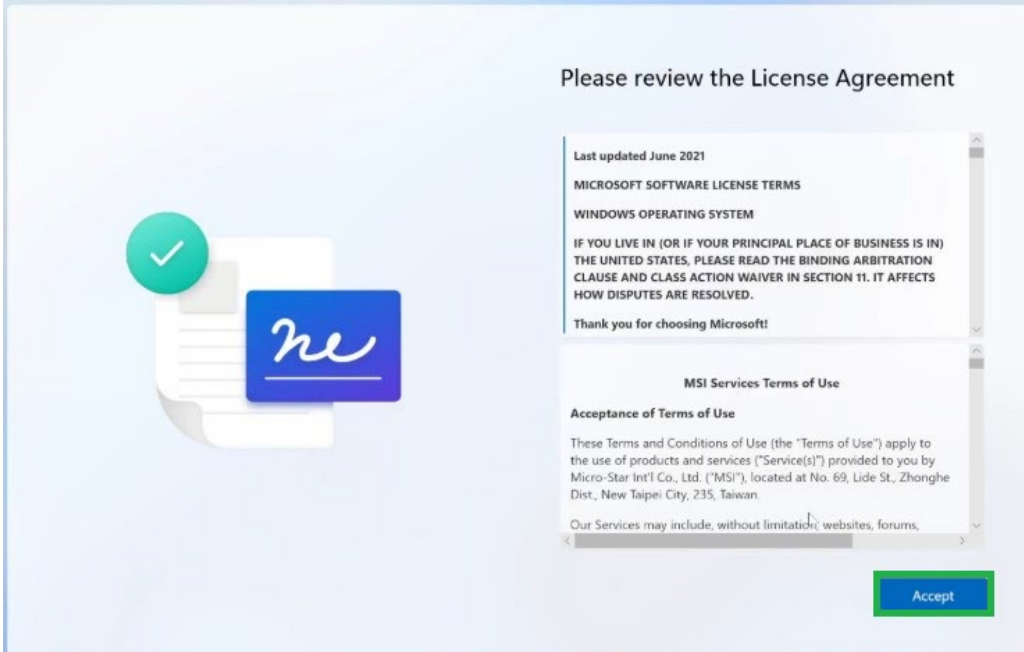 Please review the License Agreement
Last updated June 2021
MICROSOFT SOFTWARE LICENSE TERMS
WINDOWS OPERATING SYSTEM
IF YOU LIVE IN (OR IF YOUR PRINCIPAL PLACE OF BUSINESS IS IN)
THE UNITED STATES, PLEASE READ THE BINDING ARBITRATION
CLAUSE AND CLASS ACTION WAIVER IN SECTION 11. IT AFFECTS
HOW DISPUTES ARE RESOLVED.
Thank you for choosing Microsoft!
ne
MSI Services Terms of Use
Acceptance of Terms of Use
These Terms and Conditions of Use (the "Terms of Use") apply to
the use of products and services ("Service(s)") provided to you by
Micro-Star Int'l Co., Ltd. ("MSI"), located at No. 69, Lide St., Zhonghe
Dist., New Taipei City, 235, Taiwan.
Our Services may include, without limitation, websites, forums,
Accept